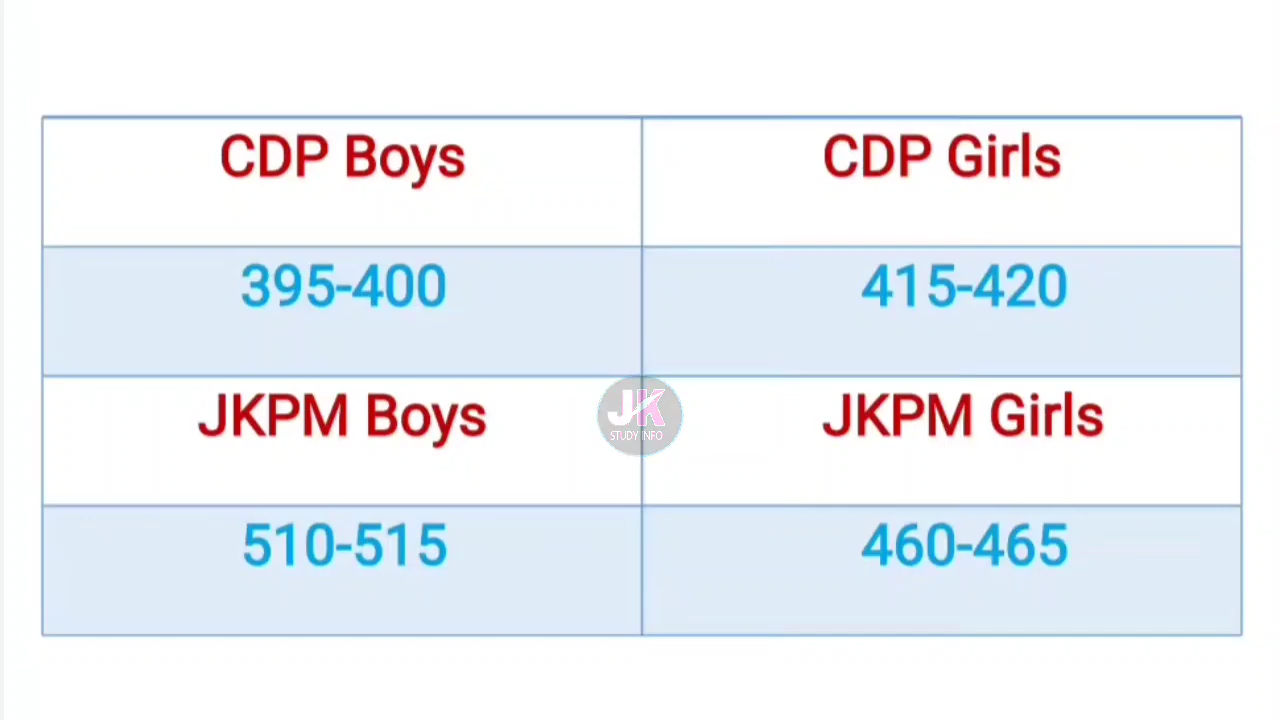 CDP Boys
CDP Girls
395-400
415-420
JKPM Boys
JKPM Girls
JK
STUDY INFO
510-515
460-465